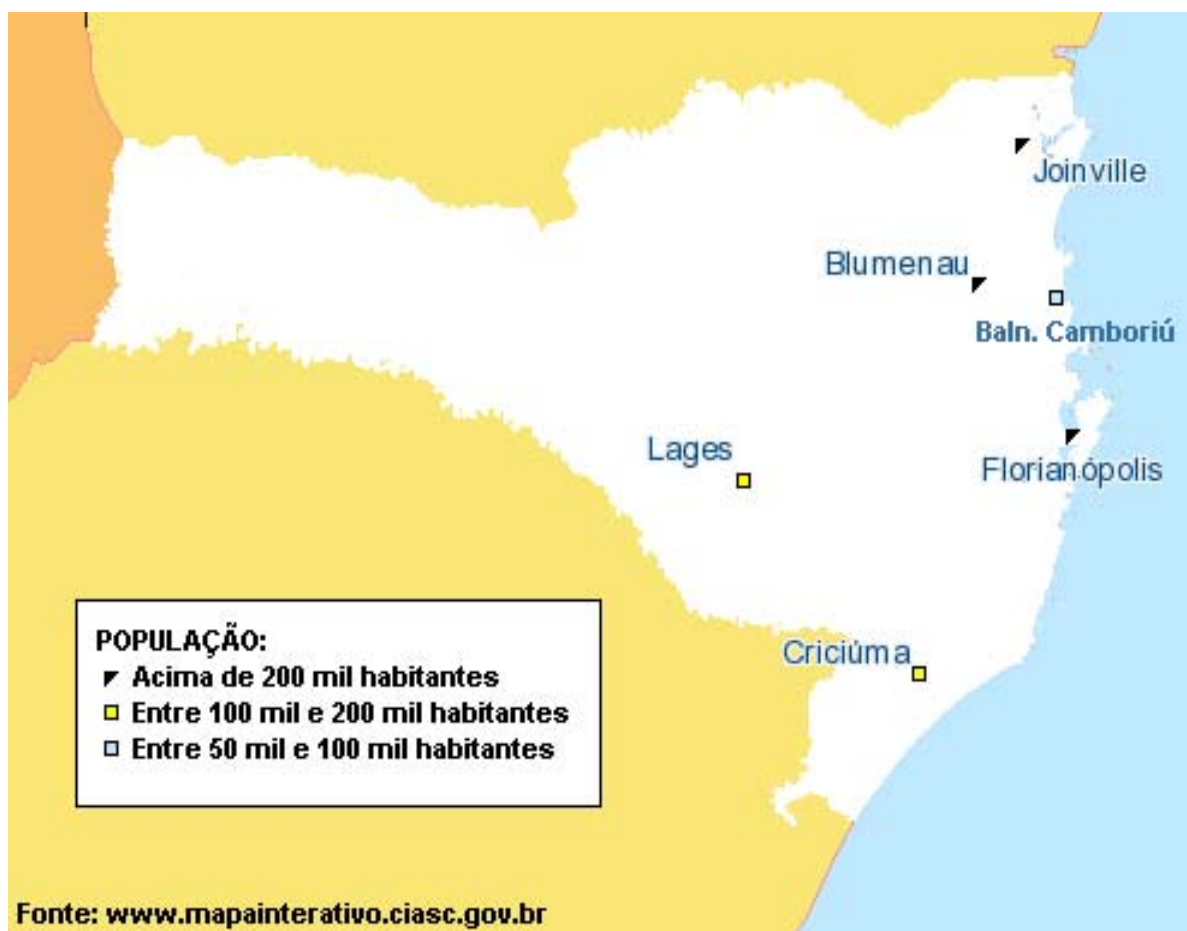 Joinville
Blumenau
Baln. Camboriú
Lages
Florianópolis
Criciúma
POPULAÇÃO:
Acima de 200 mil habitantes
Entre 100 mil e 200 mil habitantes
Entre 50 mil e 100 mil habitantes
Fonte: www.mapainterativo.ciasc.gov.br